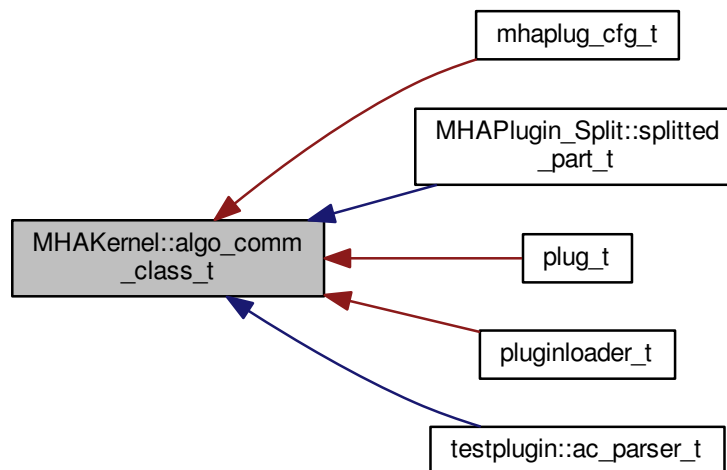 mhaplug_cfg_t
MHAPlugin_Split::splitted
_part_t
MHAKernel::algo_comm
_class_t
plug_t
pluginloader_t
testplugin::ac_parser_t